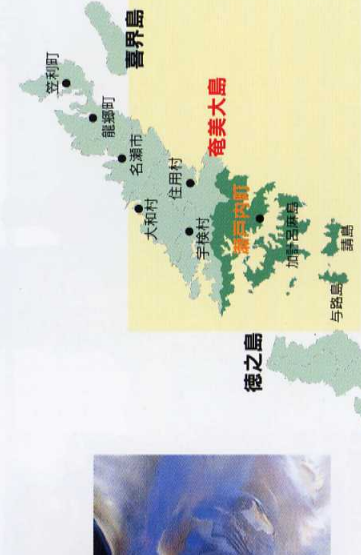 喜界島
笠利町
龍郷町
名瀬市
大和村
住用村
宇検村
奄美大島
瀬戸内町
加計呂麻島
請島
与路島
徳之島